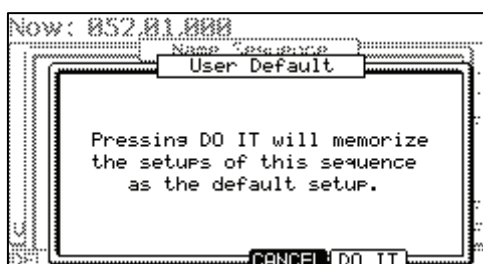 Now: 052.01.000
Name Sequence
User Default
Pressing DO IT will memorize
the setups of this sequence
as the default setup.
CANCEL DO IT